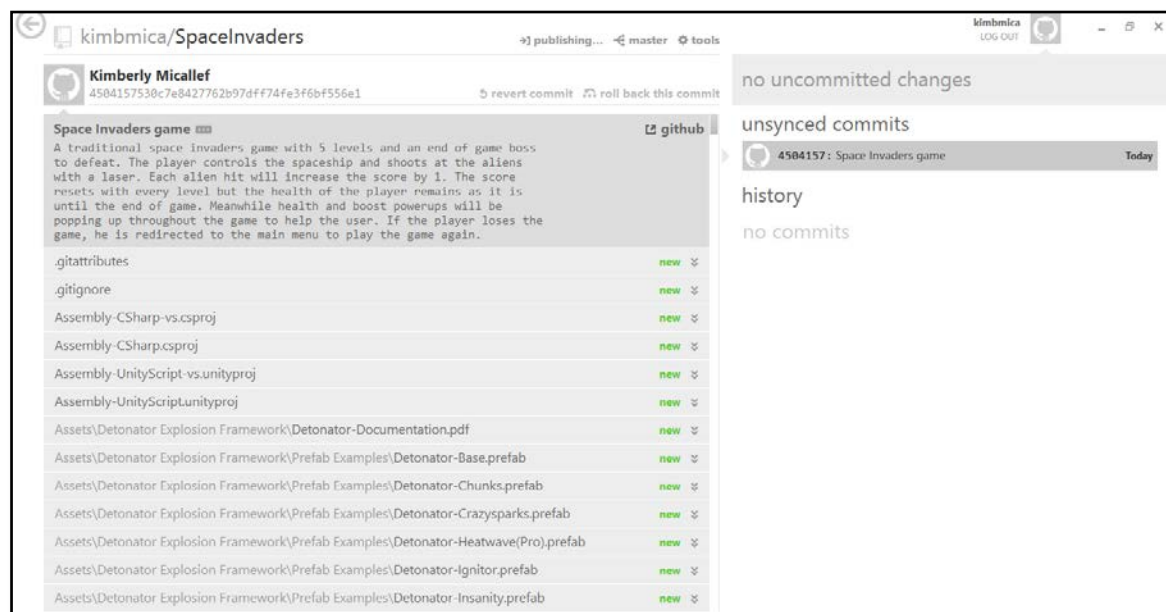 kimbmica/SpaceInvaders
publishing... master tools
kimbmica
LOG OUT
Kimberly Micallef
4504157530c7e8427762b97dff74fe3f6bf556e1
revert commit roll back this commit
Space Invaders game
github
A traditional space invaders game with 5 levels and an end of game boss
to defeat. The player controls the spaceship and shoots at the aliens
with a laser. Each alien hit will increase the score by 1. The score
resets with every level but the health of the player remains as it is
until the end of game. Meanwhile health and boost powerups will be
popping up throughout the game to help the user. If the player loses the
game, he is redirected to the main menu to play the game again.
.gitattributes new
.gitignore new
Assembly-CSharp-vs.csproj new
Assembly-CSharp.csproj new
Assembly-UnityScript-vs.unityproj new
Assembly-UnityScript.unityproj new
Assets\Detonator Explosion Framework\Detonator-Documentation.pdf new
Assets\Detonator Explosion Framework\Prefab Examples\Detonator-Base.prefab new
Assets\Detonator Explosion Framework\Prefab Examples\Detonator-Chunks.prefab new
Assets\Detonator Explosion Framework\Prefab Examples\Detonator-Crazysparks.prefab new
Assets\Detonator Explosion Framework\Prefab Examples\Detonator-Heatwave(Pro).prefab new
Assets\Detonator Explosion Framework\Prefab Examples\Detonator-Ignitor.prefab new
Assets\Detonator Explosion Framework\Prefab Examples\Detonator-Insanity.prefab new
no uncommitted changes
unsynced commits
4504157: Space Invaders game Today
history
no commits